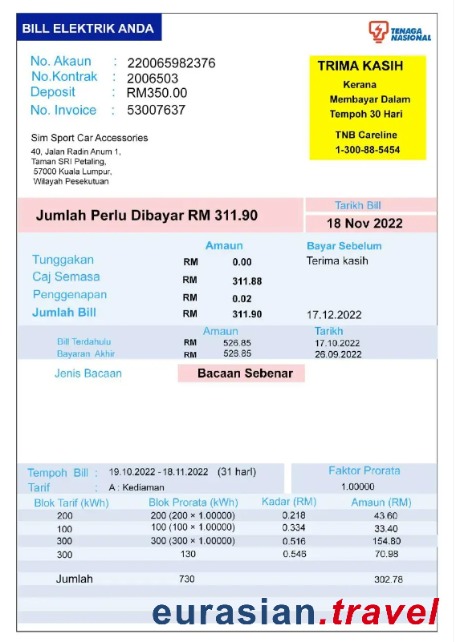 BILL ELEKTRIK ANDA
TENAGA
NASIONAL
No. Akaun : 220065982376
No.Kontrak : 2006503
Deposit : RM350.00
No. Invoice : 53007637
TRIMA KASIH
Kerana
Membayar Dalam
Tempoh 30 Hari
TNB Careline
1-300-88-5454
Sim Sport Car Accessories
40, Jalan Radin Anum 1,
Taman SRI Petaling,
57000 Kuala Lumpur,
Wilayah Pesekutuan
Jumlah Perlu Dibayar RM 311.90
Tarikh Bill
18 Nov 2022
Amaun Bayar Sebelum
Tunggakan RM 0.00 Terima kasih
Caj Semasa RM 311.88
Penggenapan RM 0.02
Jumlah Bill RM 311.90 17.12.2022
Amaun Tarikh
Bill Terdahulu RM 526.85 17.10.2022
Bayaran Akhir RM 526.85 26.09.2022
Jenis Bacaan Bacaan Sebenar
Tempoh Bill : 19.10.2022 - 18.11.2022 (31 harl) Faktor Prorata
Tarif : A : Kediaman 1.00000
Blok Tarif (kWh) Blok Prorata (kWh) Kadar (RM) Amaun (RM)
200 200 (200 × 1.00000) 0.218 43.60
100 100 (100 × 1.00000) 0.334 33.40
300 300 (300 × 1.00000) 0.516 154.80
300 130 0.546 70.98
Jumlah 730 302.78
eurasian.travel